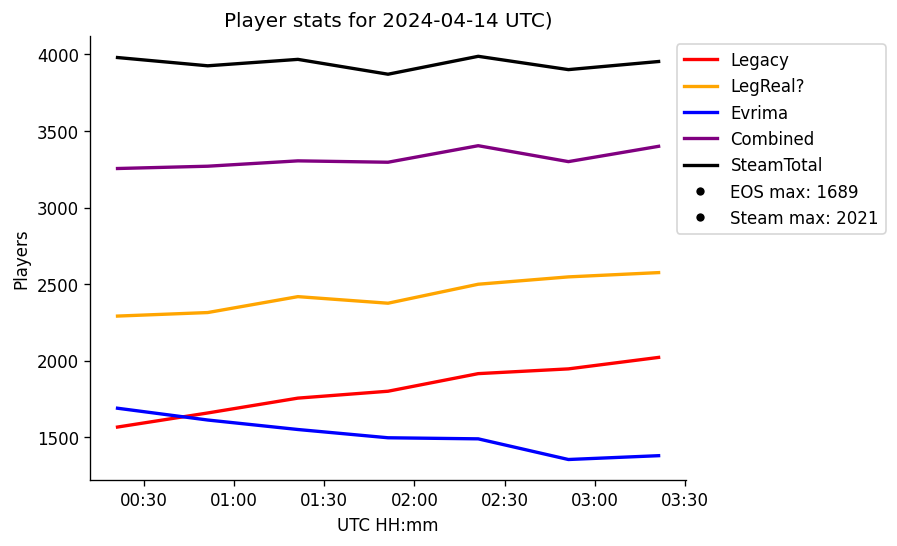 Player stats for 2024-04-14 UTC)
4000
3500
3000
2500
2000
1500
Players
00:30 01:00 01:30 02:00 02:30 03:00 03:30
UTC HH:mm
Legacy
LegReal?
Evrima
Combined
SteamTotal
EOS max: 1689
Steam max: 2021